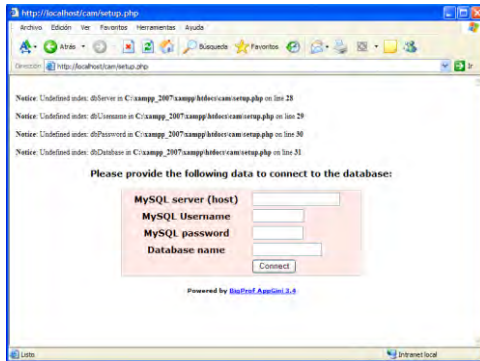 http://localhost/cam/setup.php
Archivo Edición Ver Favoritos Herramientas Ayuda
Atrás Búsqueda Favoritos
Dirección http://localhost/cam/setup.php Ir
Notice: Undefined index: dbServer in C:\xampp_2007\xampp\htdocs\cam\setup.php on line 28
Notice: Undefined index: dbUsername in C:\xampp_2007\xampp\htdocs\cam\setup.php on line 29
Notice: Undefined index: dbPassword in C:\xampp_2007\xampp\htdocs\cam\setup.php on line 30
Notice: Undefined index: dbDatabase in C:\xampp_2007\xampp\htdocs\cam\setup.php on line 31
Please provide the following data to connect to the database:
MySQL server (host)
MySQL Username
MySQL password
Database name
Connect
Powered by BigProf AppGini 3.4
Listo Intranet local